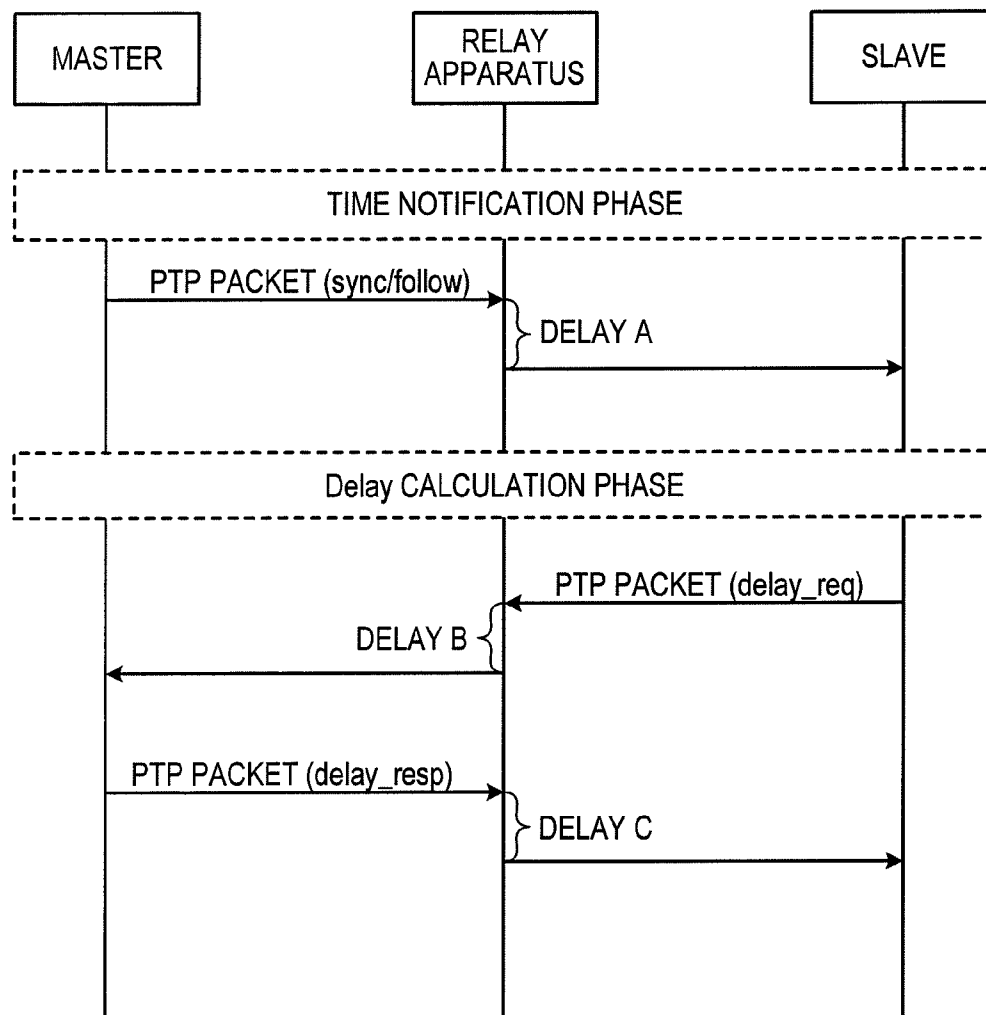 MASTER
RELAY
APPARATUS
SLAVE
TIME NOTIFICATION PHASE
PTP PACKET (sync/follow)
DELAY A
Delay CALCULATION PHASE
PTP PACKET (delay_req)
DELAY B
PTP PACKET (delay_resp)
DELAY C